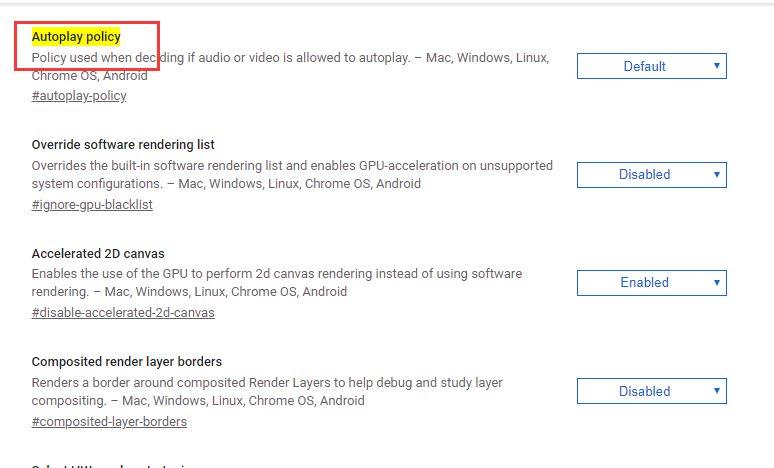 Autoplay policy
Policy used when deciding if audio or video is allowed to autoplay. – Mac, Windows, Linux,
Chrome OS, Android
#autoplay-policy
Default
Override software rendering list
Overrides the built-in software rendering list and enables GPU-acceleration on unsupported
system configurations. – Mac, Windows, Linux, Chrome OS, Android
#ignore-gpu-blacklist
Disabled
Accelerated 2D canvas
Enables the use of the GPU to perform 2d canvas rendering instead of using software
rendering. – Mac, Windows, Linux, Chrome OS, Android
#disable-accelerated-2d-canvas
Enabled
Composited render layer borders
Renders a border around composited Render Layers to help debug and study layer
compositing. – Mac, Windows, Linux, Chrome OS, Android
#composited-layer-borders
Disabled